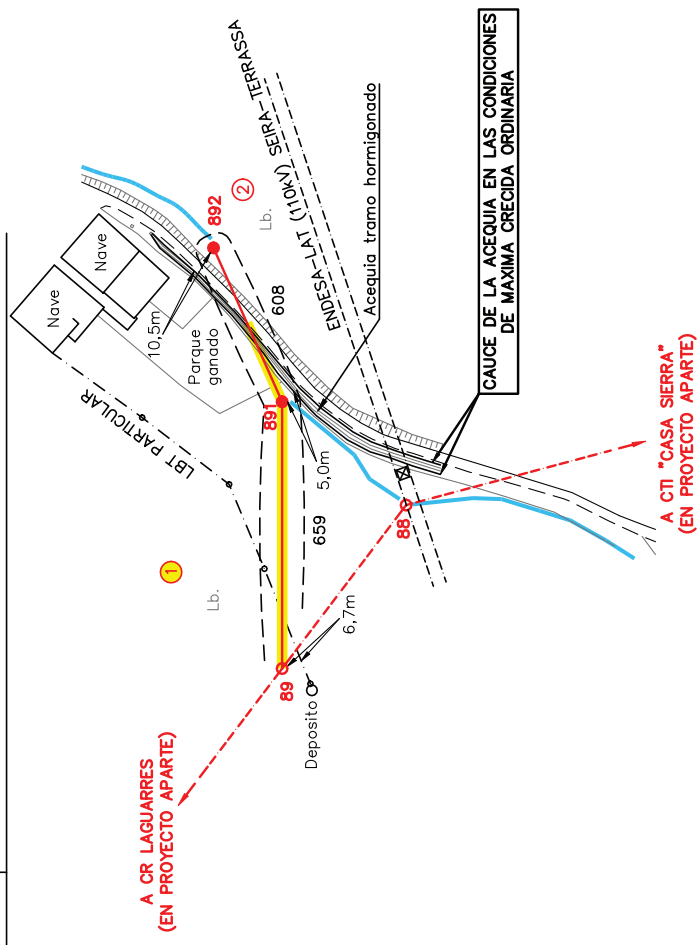 Nave
Nave
ENDESA LAT (110kV) SEIRA-TERRASSA
892
2
Lb.
10,5m
Parque
ganado
608
Acequia tramo hormigonado
CAUCE DE LA ACEQUIA EN LAS CONDICIONES
DE MAXIMA CRECIDA ORDINARIA
LBT PARTICULAR
891
5,0m
659
88
A CTI "CASA SIERRA"
(EN PROYECTO APARTE)
1
Lb.
6,7m
89
Deposito
A CR LAGUARRES
(EN PROYECTO APARTE)